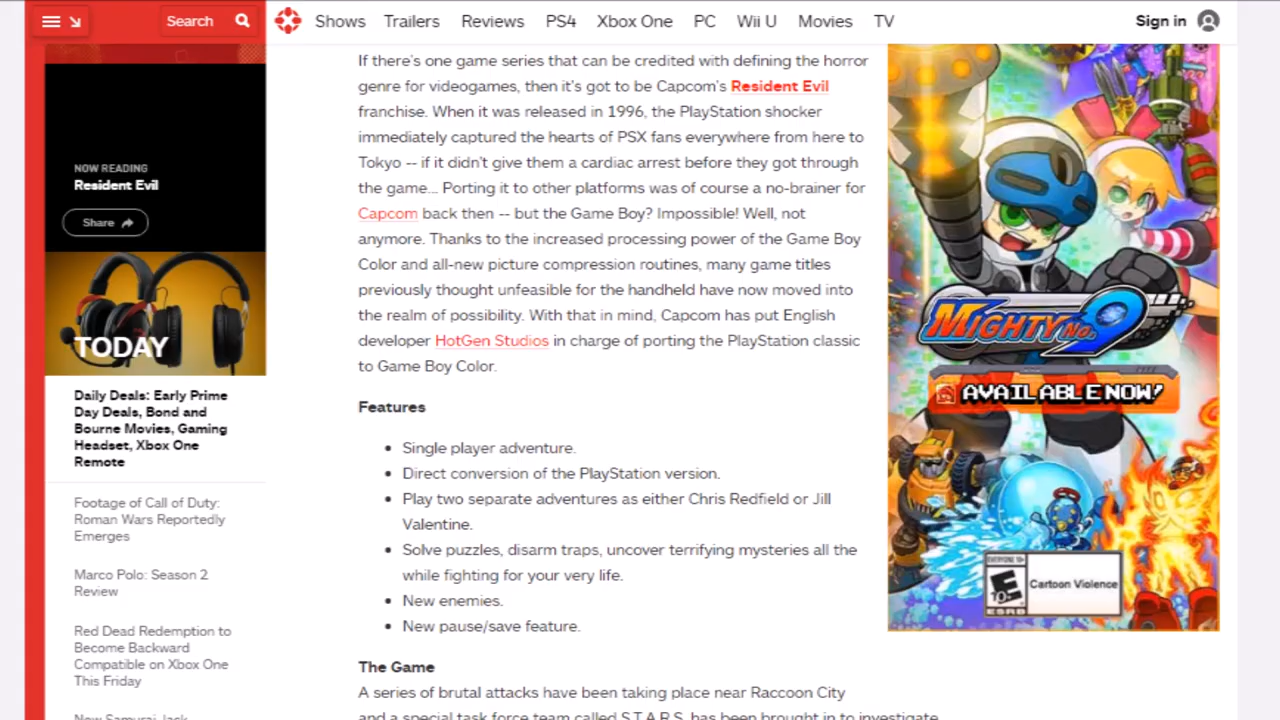 Search
Shows
Trailers
Reviews
PS4
Xbox One
PC
Wii U
Movies
TV
Sign in
NOW READING
Resident Evil
Share
TODAY
Daily Deals: Early Prime
Day Deals, Bond and
Bourne Movies, Gaming
Headset, Xbox One
Remote
Footage of Call of Duty:
Roman Wars Reportedly
Emerges
Marco Polo: Season 2
Review
Red Dead Redemption to
Become Backward
Compatible on Xbox One
This Friday
New Samurai Jack
If there's one game series that can be credited with defining the horror
genre for videogames, then it's got to be Capcom's Resident Evil
franchise. When it was released in 1996, the PlayStation shocker
immediately captured the hearts of PSX fans everywhere from here to
Tokyo -- if it didn't give them a cardiac arrest before they got through
the game... Porting it to other platforms was of course a no-brainer for
Capcom back then -- but the Game Boy? Impossible! Well, not
anymore. Thanks to the increased processing power of the Game Boy
Color and all-new picture compression routines, many game titles
previously thought unfeasible for the handheld have now moved into
the realm of possibility. With that in mind, Capcom has put English
developer HotGen Studios in charge of porting the PlayStation classic
to Game Boy Color.
Features
• Single player adventure.
• Direct conversion of the PlayStation version.
• Play two separate adventures as either Chris Redfield or Jill
Valentine.
• Solve puzzles, disarm traps, uncover terrifying mysteries all the
while fighting for your very life.
• New enemies.
• New pause/save feature.
The Game
A series of brutal attacks have been taking place near Raccoon City
and a special task force team called S.T.A.R.S. has been brought in to investigate
MIGHTY No. 9
AVAILABLE NOW!
EVERYONE 10+
E 10+
Cartoon Violence
ESRB